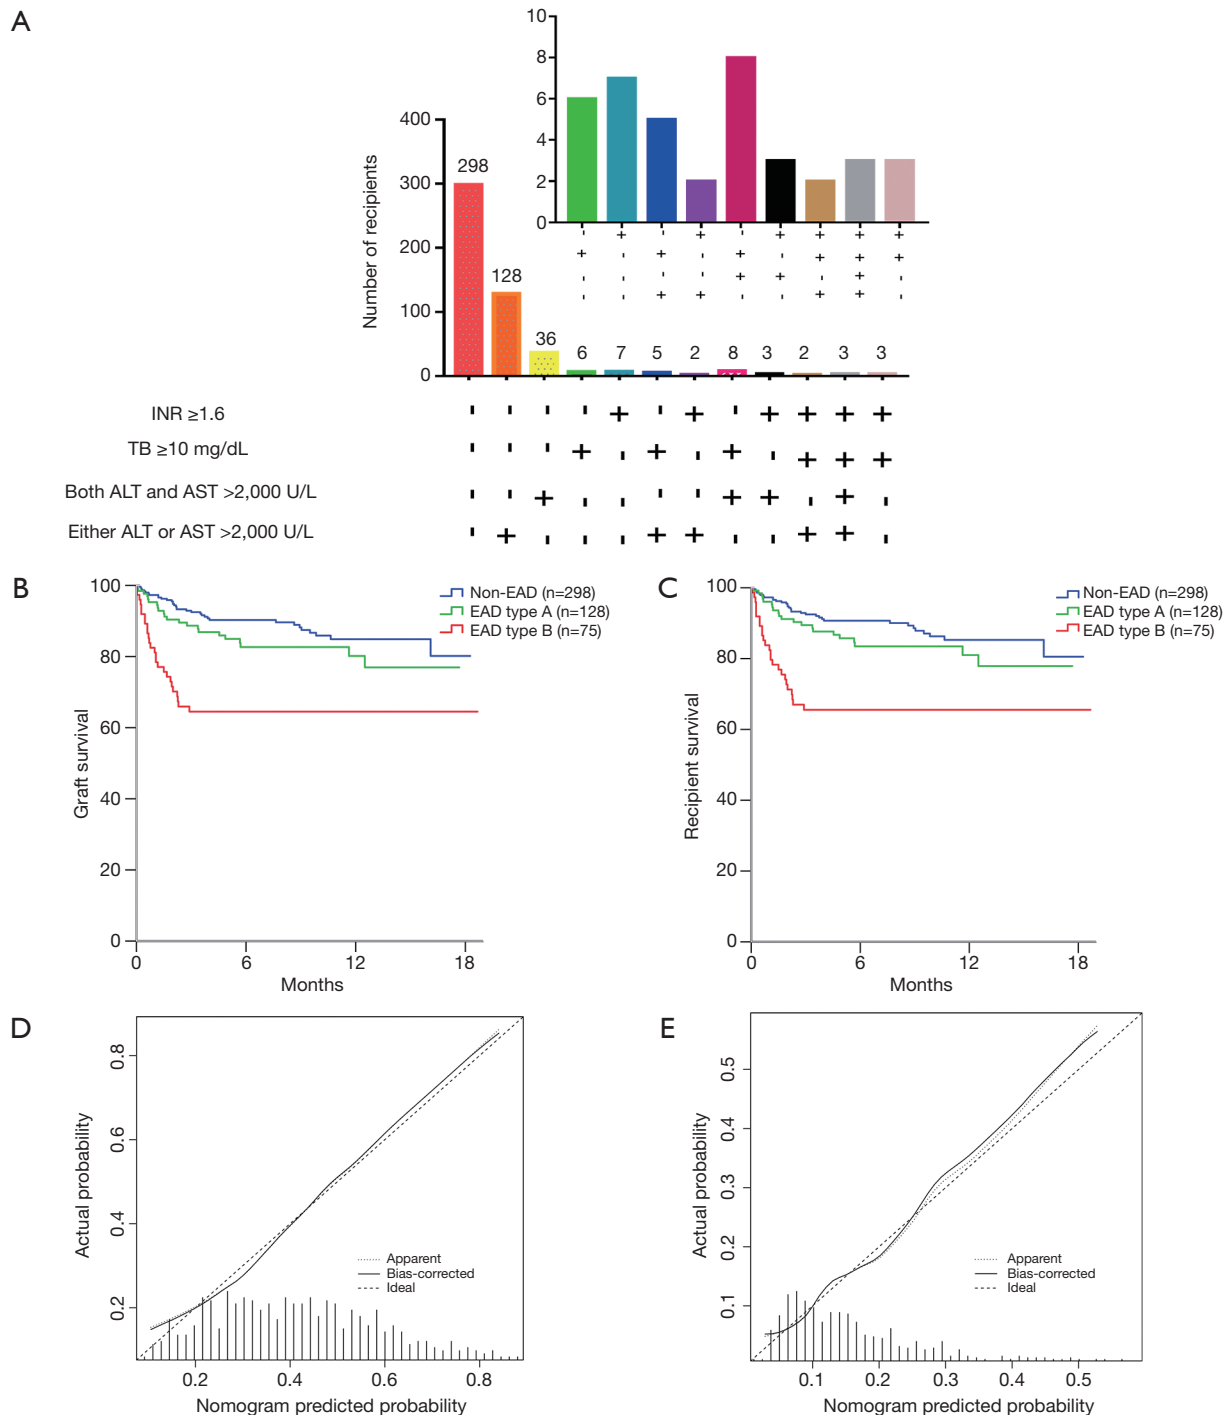 A
10
8
6
4
2
0
Number of recipients
400
300
200
100
0
298
128
36
6
7
5
2
8
3
2
3
3
- + - -
+ - - -
- + - +
+ - - +
- + + -
+ - + -
+ + - +
+ + + +
+ + - -
INR ≥1.6 - - - - + - + - + + + +
TB ≥10 mg/dL - - - + - + - + - + + +
Both ALT and AST >2,000 U/L - - + - - - - + + - + -
Either ALT or AST >2,000 U/L - + - - - + + - - + + -
B
Graft survival
100
80
60
40
20
0
0 6 12 18
Months
Non-EAD (n=298)
EAD type A (n=128)
EAD type B (n=75)
C
Recipient survival
100
80
60
40
20
0
0 6 12 18
Months
Non-EAD (n=298)
EAD type A (n=128)
EAD type B (n=75)
D
Actual probability
0.8
0.6
0.4
0.2
Apparent
Bias-corrected
Ideal
0.2 0.4 0.6 0.8
Nomogram predicted probability
E
Actual probability
0.5
0.4
0.3
0.2
0.1
Apparent
Bias-corrected
Ideal
0.1 0.2 0.3 0.4 0.5
Nomogram predicted probability